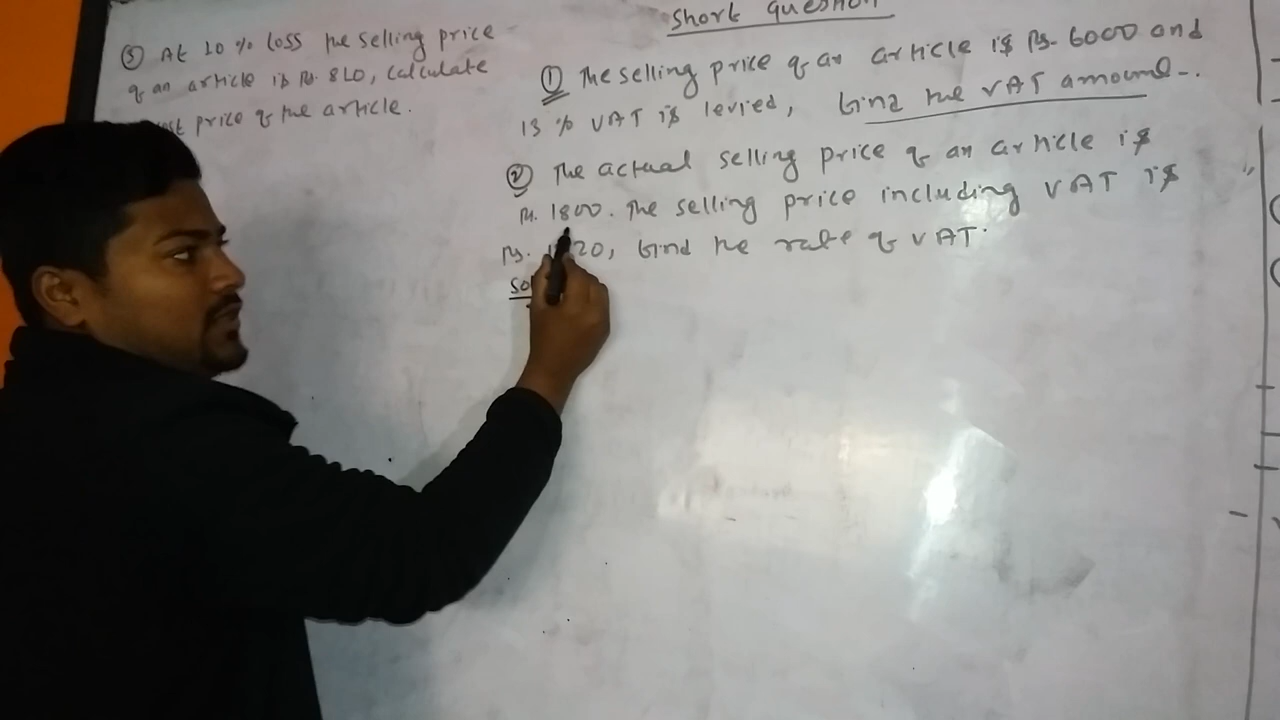 Short Question
① The selling price of an article is Rs. 6000 and
13 % VAT is levied, find the VAT amount.
② The actual selling price of an article is
Rs. 1800. The selling price including VAT is
Rs. 20, find the rate of VAT.
Sol
③ At 10 % loss the selling price
of an article is Rs. 810, calculate
price of the article.